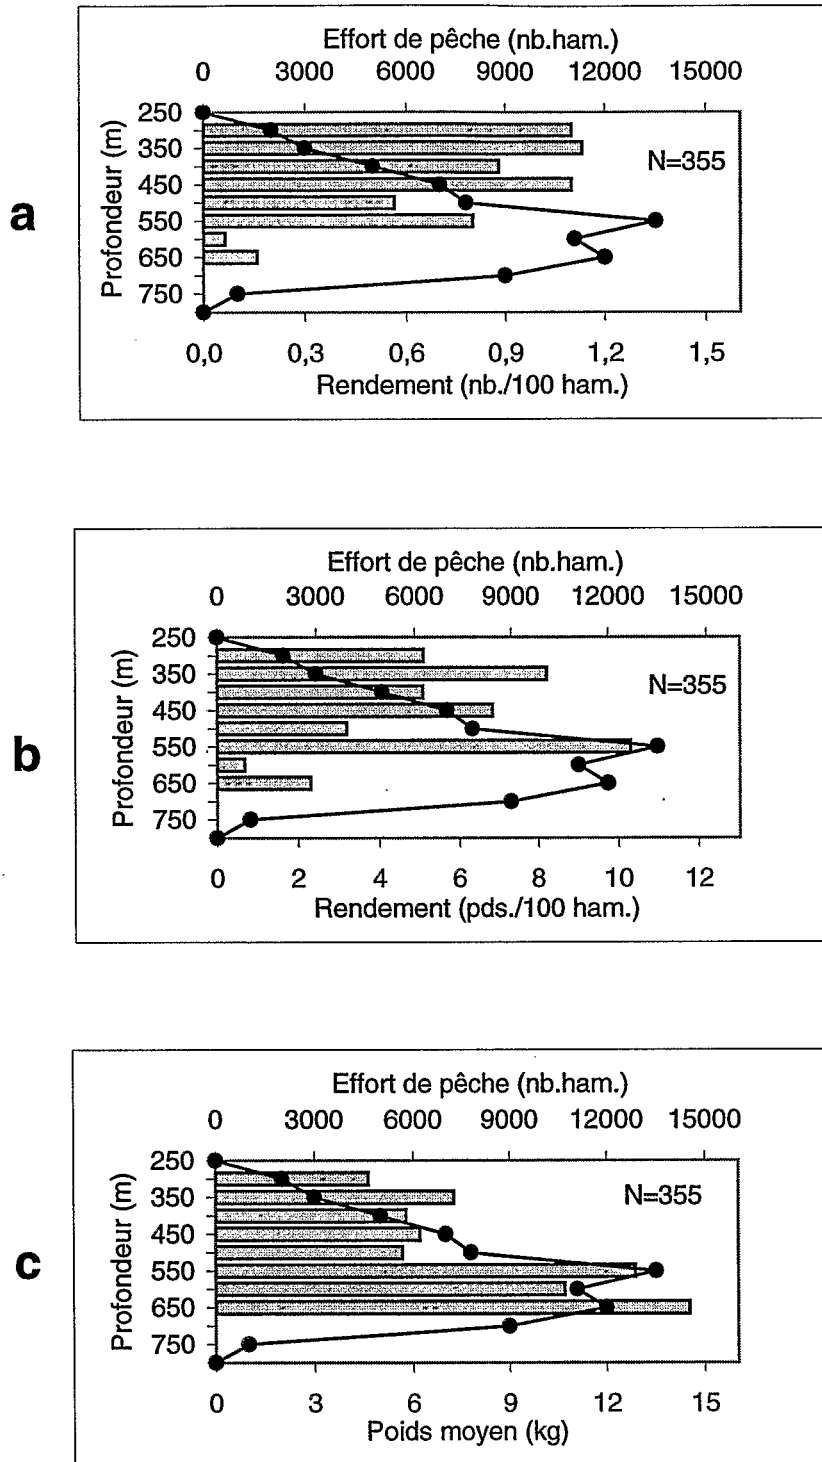 Effort de pêche (nb.ham.)
0 3000 6000 9000 12000 15000
a
Profondeur (m)
250
350
450
550
650
750
N=355
0,0 0,3 0,6 0,9 1,2 1,5
Rendement (nb./100 ham.)
Effort de pêche (nb.ham.)
0 3000 6000 9000 12000 15000
b
Profondeur (m)
250
350
450
550
650
750
N=355
0 2 4 6 8 10 12
Rendement (pds./100 ham.)
Effort de pêche (nb.ham.)
0 3000 6000 9000 12000 15000
c
Profondeur (m)
250
350
450
550
650
750
N=355
0 3 6 9 12 15
Poids moyen (kg)